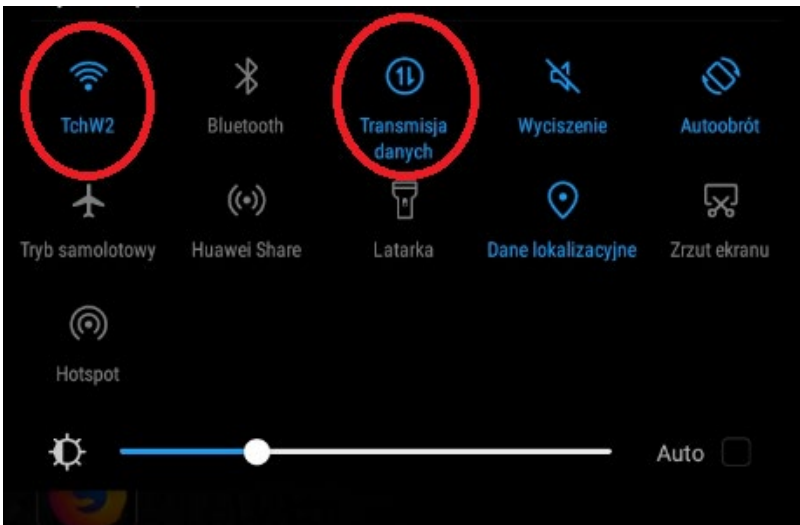 TchW2
Bluetooth
Transmisja
danych
Wyciszenie
Autoobrót
Tryb samolotowy
Huawei Share
Latarka
Dane lokalizacyjne
Zrzut ekranu
Hotspot
Auto